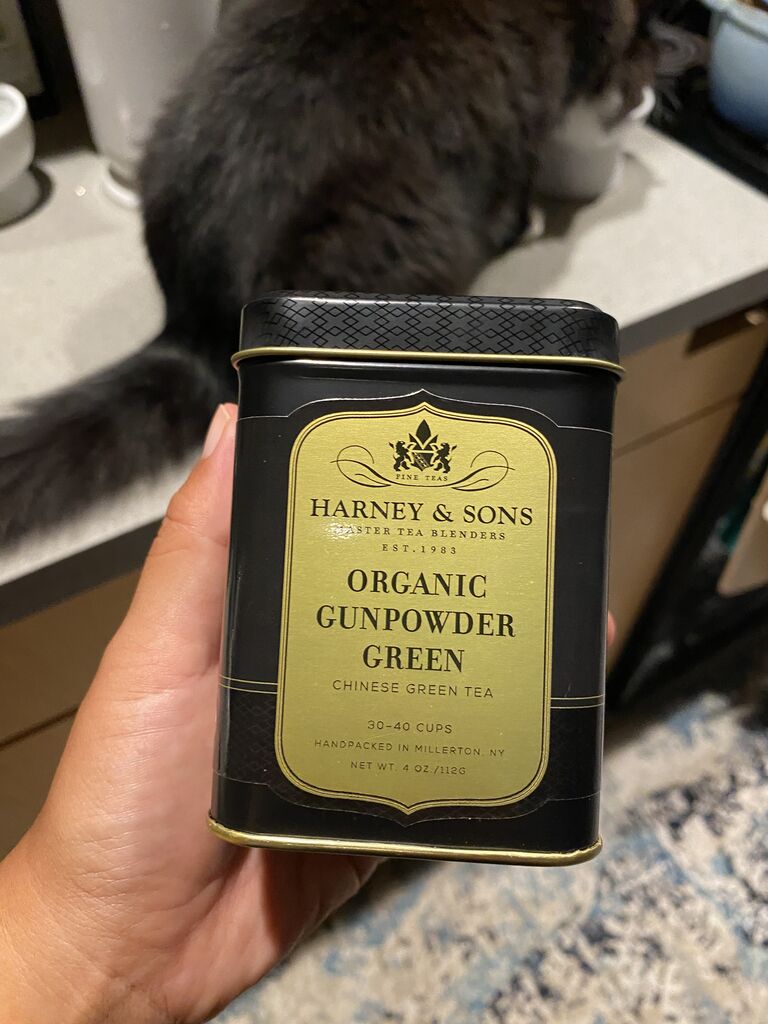 FINE TEAS
HARNEY & SONS
MASTER TEA BLENDERS
EST. 1983
ORGANIC
GUNPOWDER
GREEN
CHINESE GREEN TEA
30-40 CUPS
HANDPACKED IN MILLERTON, NY
NET WT. 4 OZ./112G